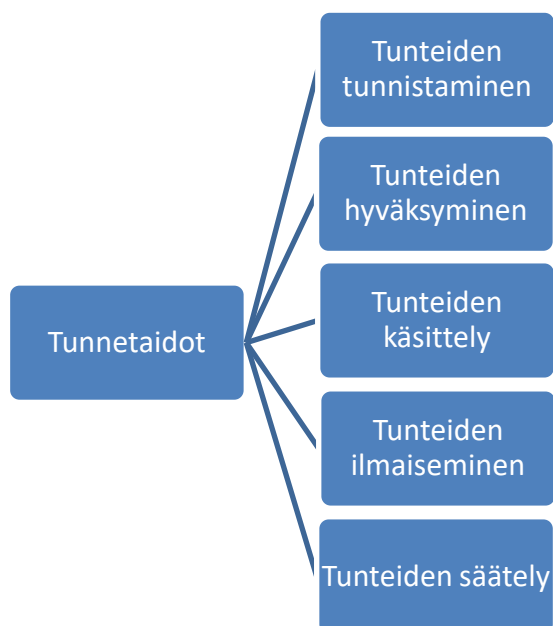 Tunteiden
tunnistaminen
Tunteiden
hyväksyminen
Tunnetaidot
Tunteiden
käsittely
Tunteiden
ilmaiseminen
Tunteiden säätely